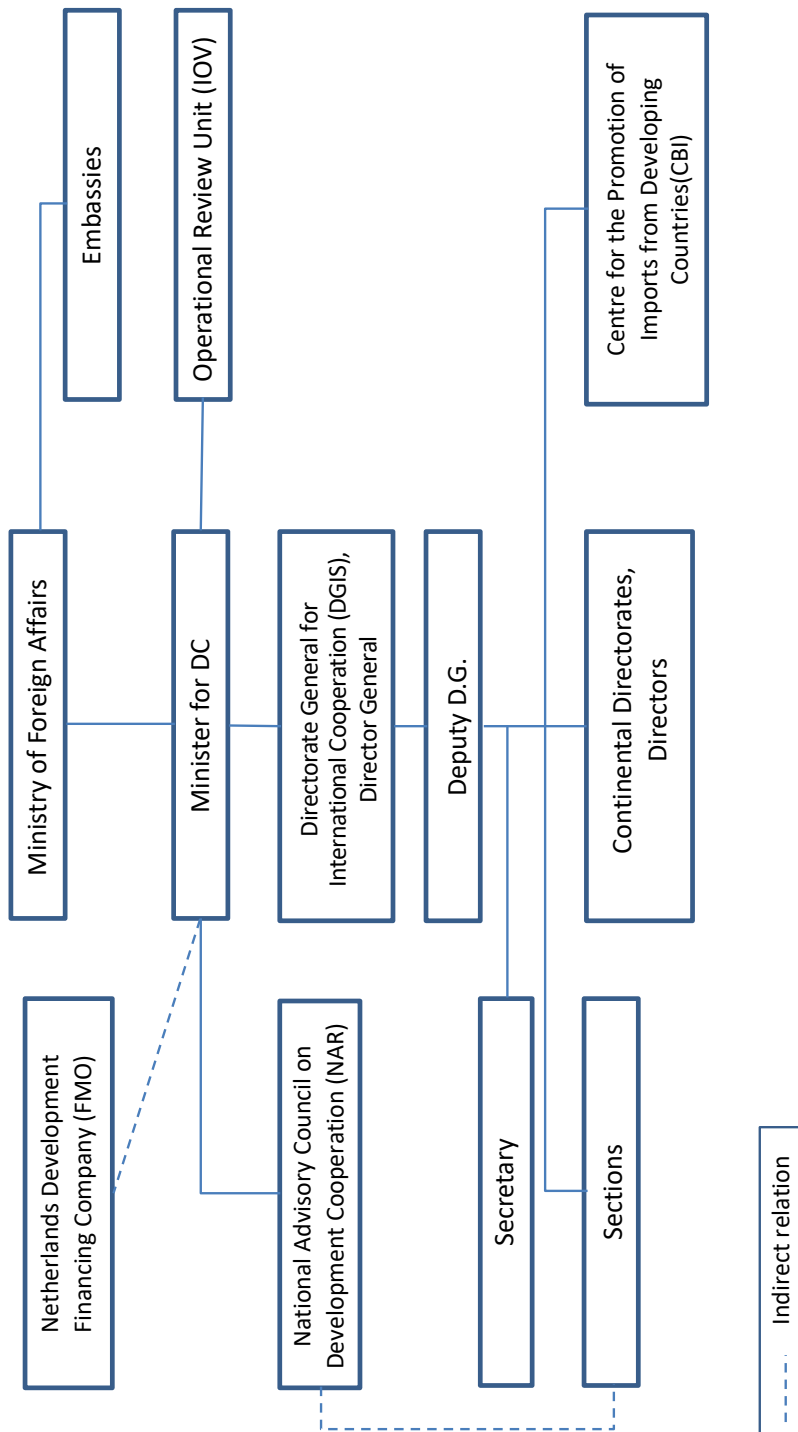 Ministry of Foreign Affairs
Embassies
Netherlands Development
Financing Company (FMO)
Minister for DC
Operational Review Unit (IOV)
National Advisory Council on
Development Cooperation (NAR)
Directorate General for
International Cooperation (DGIS),
Director General
Deputy D.G.
Secretary
Sections
Continental Directorates,
Directors
Centre for the Promotion of
Imports from Developing
Countries(CBI)
Indirect relation